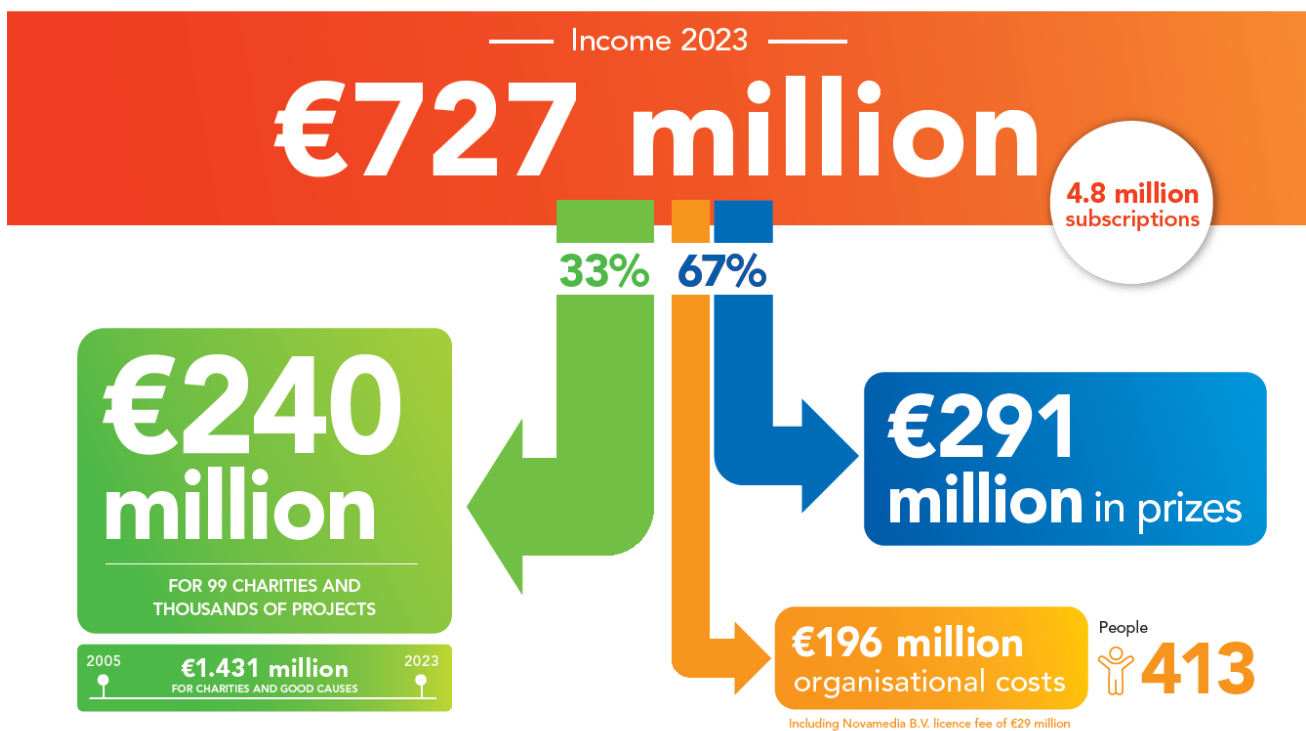 Income 2023
€727 million
4.8 million
subscriptions
33%
67%
€240
million
FOR 99 CHARITIES AND
THOUSANDS OF PROJECTS
2005
€1.431 million
2023
FOR CHARITIES AND GOOD CAUSES
€291
million in prizes
€196 million
organisational costs
People
413
Including Novamedia B.V. licence fee of €29 million